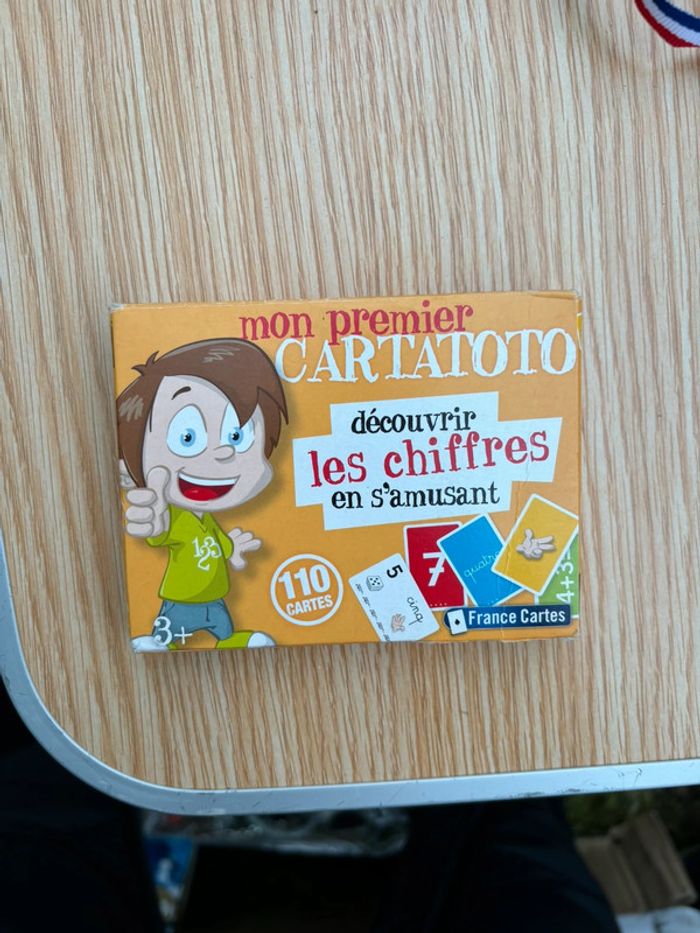 mon premier
CARTATOTO
découvrir
les chiffres
en s'amusant
123
110
CARTES
5
cinq
7
quatre
4+3=
France Cartes
3+